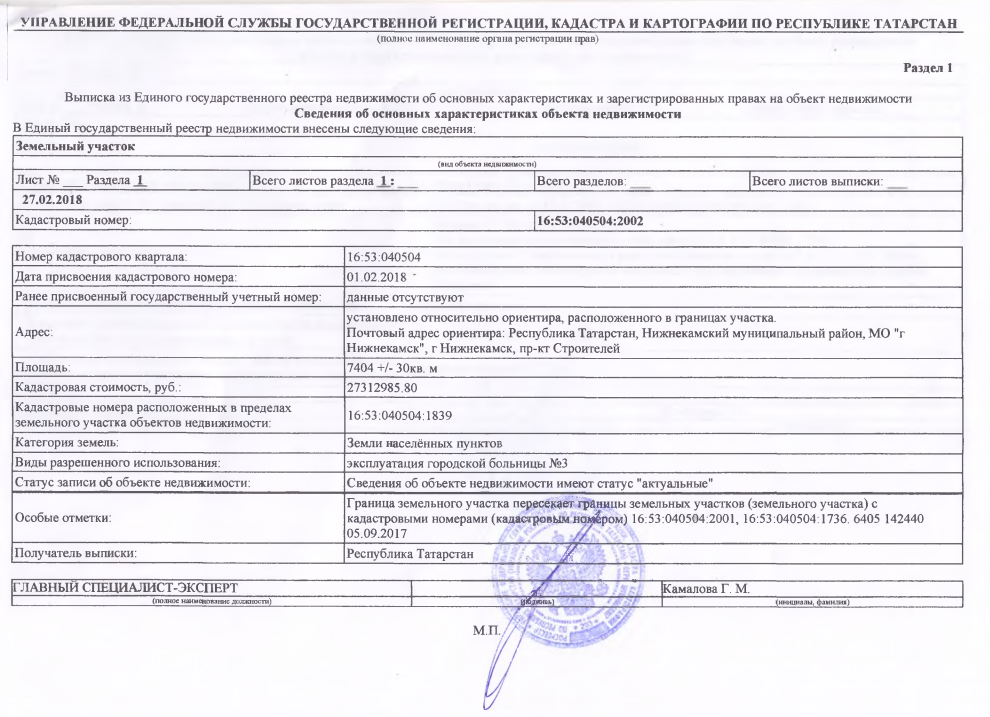 УПРАВЛЕНИЕ ФЕДЕРАЛЬНОЙ СЛУЖБЫ ГОСУДАРСТВЕННОЙ РЕГИСТРАЦИИ, КАДАСТРА И КАРТОГРАФИИ ПО РЕСПУБЛИКЕ ТАТАРСТАН
(полное наименование органа регистрации прав)
Раздел 1
Выписка из Единого государственного реестра недвижимости об основных характеристиках и зарегистрированных правах на объект недвижимости
Сведения об основных характеристиках объекта недвижимости
В Единый государственный реестр недвижимости внесены следующие сведения:
Земельный участок
(вид объекта недвижимости)
Лист № ___ Раздела 1 Всего листов раздела 1 : ___ Всего разделов: ___ Всего листов выписки: ___
27.02.2018
Кадастровый номер: 16:53:040504:2002
Номер кадастрового квартала: 16:53:040504
Дата присвоения кадастрового номера: 01.02.2018
Ранее присвоенный государственный учетный номер: данные отсутствуют
Адрес:
установлено относительно ориентира, расположенного в границах участка.
Почтовый адрес ориентира: Республика Татарстан, Нижнекамский муниципальный район, МО "г
Нижнекамск", г Нижнекамск, пр-кт Строителей
Площадь: 7404 +/- 30кв. м
Кадастровая стоимость, руб.: 27312985.80
Кадастровые номера расположенных в пределах
земельного участка объектов недвижимости:
16:53:040504:1839
Категория земель: Земли населённых пунктов
Виды разрешенного использования: эксплуатация городской больницы №3
Статус записи об объекте недвижимости: Сведения об объекте недвижимости имеют статус "актуальные"
Особые отметки:
Граница земельного участка пересекает границы земельных участков (земельного участка) с
кадастровыми номерами (кадастровым номером) 16:53:040504:2001, 16:53:040504:1736. 6405 142440
05.09.2017
Получатель выписки: Республика Татарстан
ГЛАВНЫЙ СПЕЦИАЛИСТ-ЭКСПЕРТ Камалова Г. М.
(полное наименование должности) (подпись) (инициалы, фамилия)
М.П.